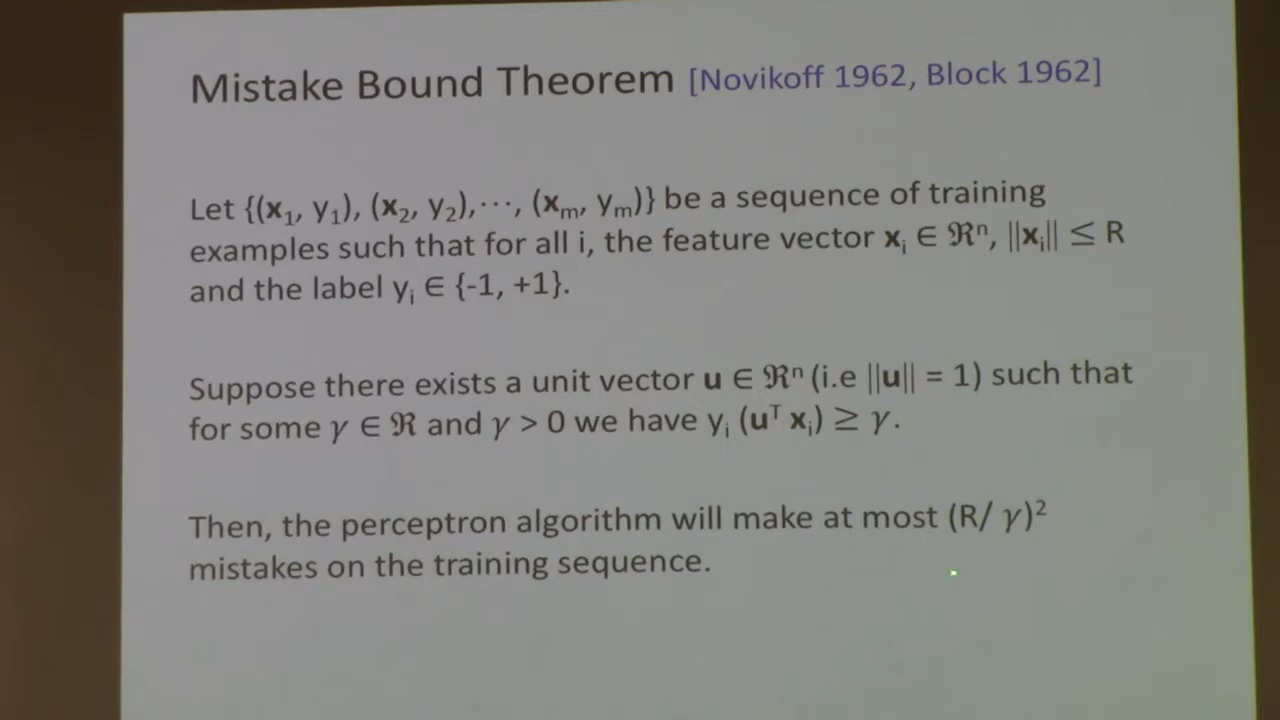 Mistake Bound Theorem [Novikoff 1962, Block 1962]
Let {(x₁, y₁), (x₂, y₂),⋯, (xₘ, yₘ)} be a sequence of training
examples such that for all i, the feature vector xᵢ ∈ ℜⁿ, ||xᵢ|| ≤ R
and the label yᵢ ∈ {-1, +1}.
Suppose there exists a unit vector u ∈ ℜⁿ (i.e ||u|| = 1) such that
for some γ ∈ ℜ and γ > 0 we have yᵢ (uᵀ xᵢ) ≥ γ.
Then, the perceptron algorithm will make at most (R/ γ)²
mistakes on the training sequence.